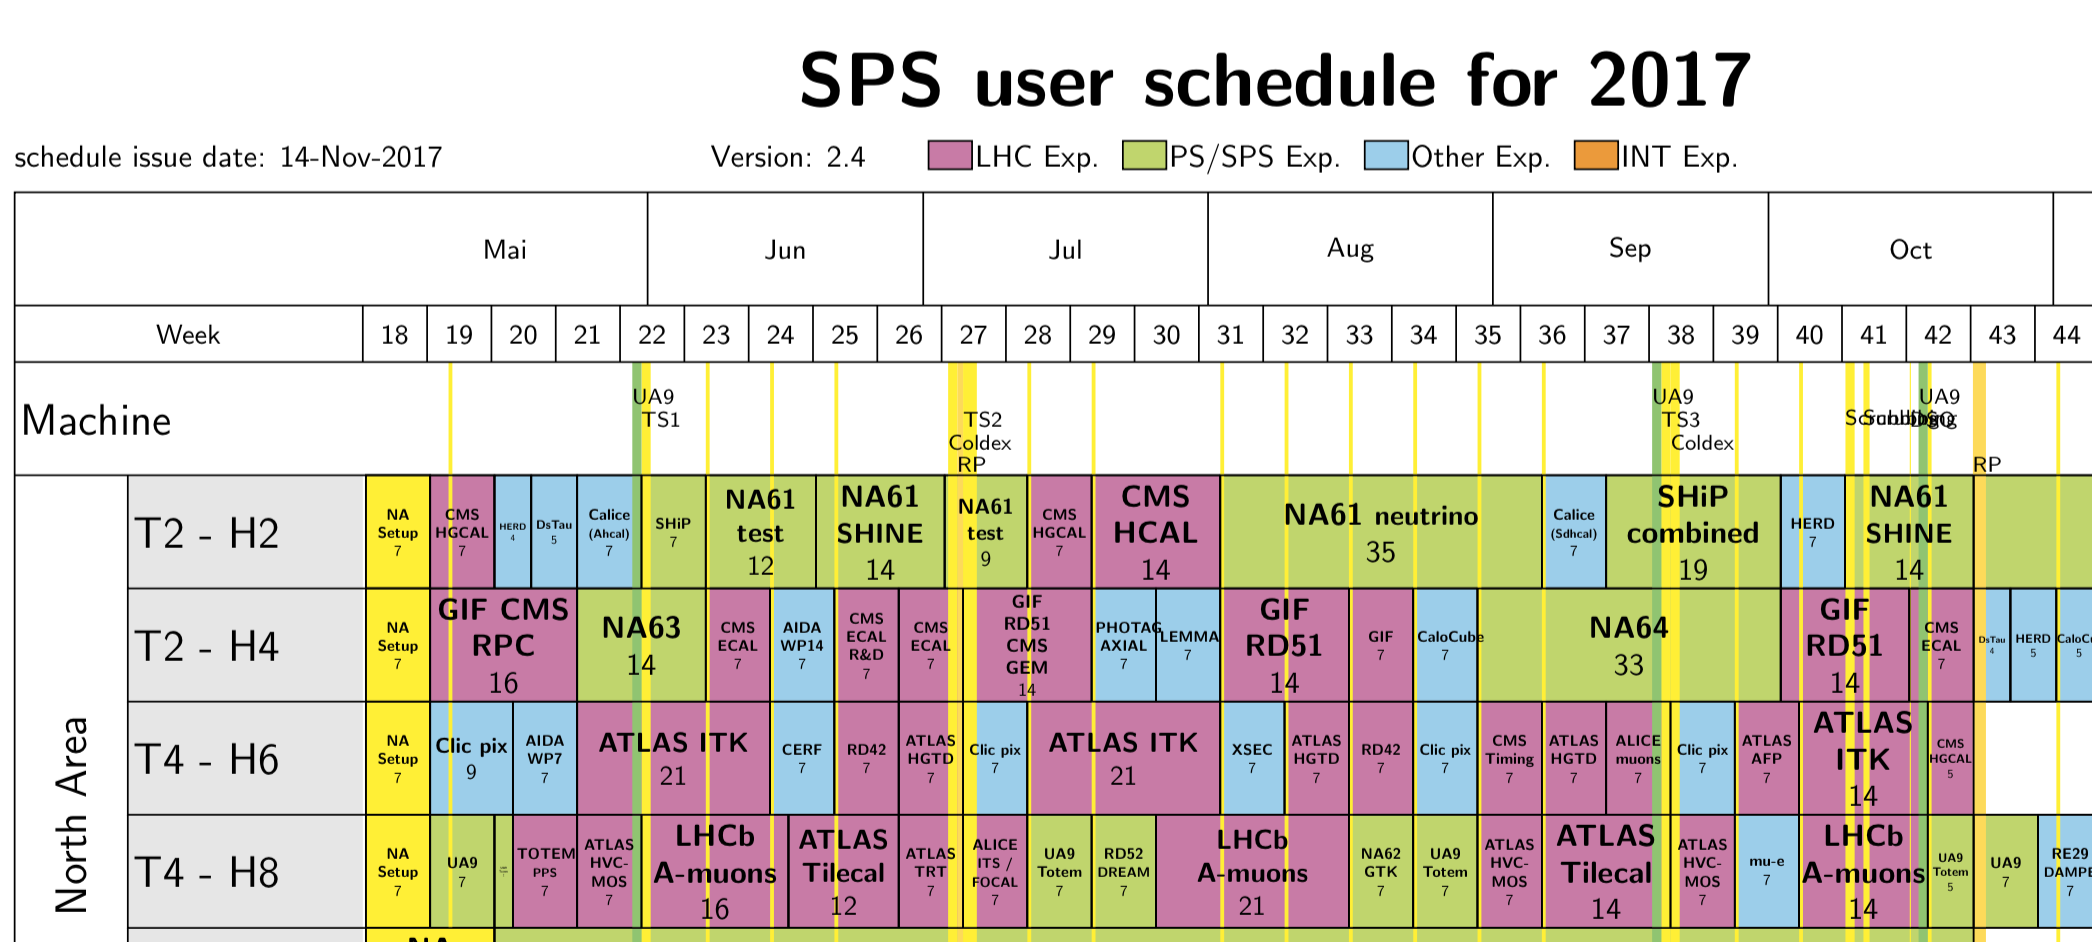 SPS user schedule for 2017
schedule issue date: 14-Nov-2017 Version: 2.4 LHC Exp. PS/SPS Exp. Other Exp. INT Exp.
Mai Jun Jul Aug Sep Oct
Week 18 19 20 21 22 23 24 25 26 27 28 29 30 31 32 33 34 35 36 37 38 39 40 41 42 43 44
Machine
UA9 UA9 UA9
TS1 TS2 TS3
Coldex Coldex
RP RP
North Area
T2 - H2
NA Setup 7
CMS HGCAL 7
HERD 4
DsTau 5
Calice (Ahcal) 7
SHiP 7
NA61 test 12
NA61 SHINE 14
NA61 test 9
CMS HGCAL 7
CMS HCAL 14
NA61 neutrino 35
Calice (Sdhcal) 7
SHiP combined 19
HERD 7
NA61 SHINE 14
T2 - H4
NA Setup 7
GIF CMS RPC 16
NA63 14
CMS ECAL 7
AIDA WP14 7
CMS ECAL R&D 7
CMS ECAL 7
GIF RD51 CMS GEM 14
PHOTAG AXIAL 7
LEMMA 7
GIF RD51 14
GIF 7
CaloCube 7
NA64 33
GIF RD51 14
CMS ECAL 7
DsTau 4
HERD 5
CaloCu 5
T4 - H6
NA Setup 7
Clic pix 9
AIDA WP7 7
ATLAS ITK 21
CERF 7
RD42 7
ATLAS HGTD 7
Clic pix 7
ATLAS ITK 21
XSEC 7
ATLAS HGTD 7
RD42 7
Clic pix 7
CMS Timing 7
ATLAS HGTD 7
ALICE muons 7
Clic pix 7
ATLAS AFP 7
ATLAS ITK 14
CMS HGCAL 5
T4 - H8
NA Setup 7
UA9 7
TOTEM PPS 7
ATLAS HVC-MOS 7
LHCb A-muons 16
ATLAS Tilecal 12
ATLAS TRT 7
ALICE ITS / FOCAL 7
UA9 Totem 7
RD52 DREAM 7
LHCb A-muons 21
NA62 GTK 7
UA9 Totem 7
ATLAS HVC-MOS 7
ATLAS Tilecal 14
ATLAS HVC-MOS 7
mu-e 7
LHCb A-muons 14
UA9 Totem 5
UA9 7
RE29 DAMPE 7